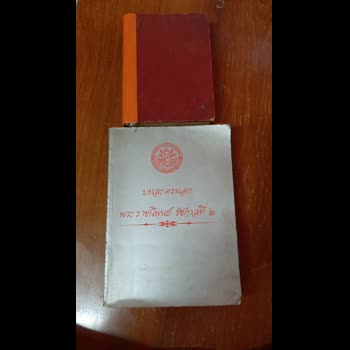 บทละครนอก
พระราชนิพนธ์ รัชกาลที่ ๒